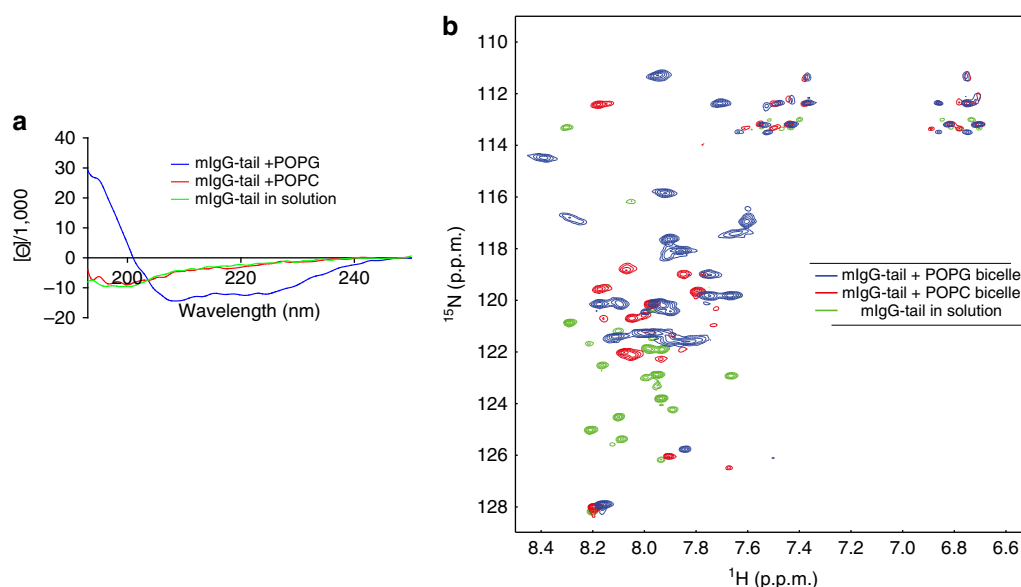 a
[Θ]/1,000
40
30
20
10
0
−10
−20
200
220
240
Wavelength (nm)
mIgG-tail +POPG
mIgG-tail +POPC
mIgG-tail in solution
b
15N (p.p.m.)
110
112
114
116
118
120
122
124
126
128
8.4 8.2 8.0 7.8 7.6 7.4 7.2 7.0 6.8 6.6
1H (p.p.m.)
mIgG-tail + POPG bicelle
mIgG-tail + POPC bicelle
mIgG-tail in solution